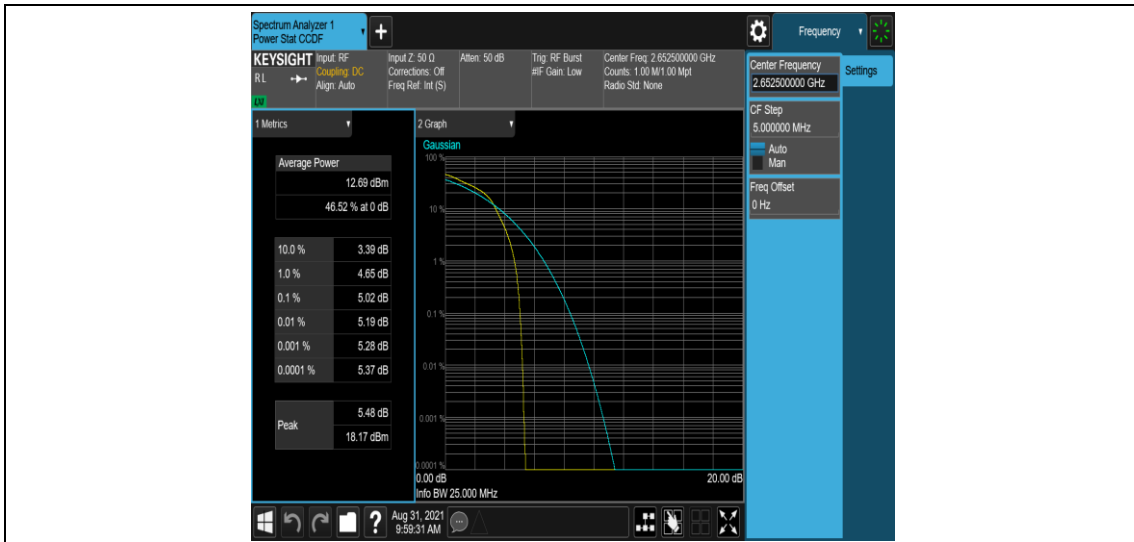 Spectrum Analyzer 1
Power Stat CCDF
Frequency
KEYSIGHT
RL
LXI
Input: RF
Coupling: DC
Align: Auto
Input Z: 50 Ω
Corrections: Off
Freq Ref: Int (S)
Atten: 50 dB
Trig: RF Burst
#IF Gain: Low
Center Freq: 2.652500000 GHz
Counts: 1.00 M/1.00 Mpt
Radio Std: None
Center Frequency
2.652500000 GHz
Settings
CF Step
5.000000 MHz
Auto
Man
Freq Offset
0 Hz
1 Metrics
Average Power
12.69 dBm
46.52 % at 0 dB
10.0 % 3.39 dB
1.0 % 4.65 dB
0.1 % 5.02 dB
0.01 % 5.19 dB
0.001 % 5.28 dB
0.0001 % 5.37 dB
Peak 5.48 dB
18.17 dBm
2 Graph
Gaussian
100 %
10 %
1 %
0.1 %
0.01 %
0.001 %
0.0001 %
0.00 dB 20.00 dB
Info BW 25.000 MHz
? Aug 31, 2021
9:59:31 AM